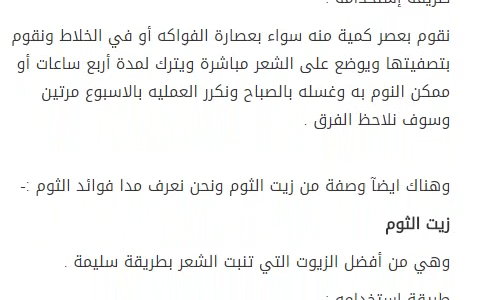 طريقة إستخدامه :
نقوم بعصر كمية منه سواء بعصارة الفواكه أو في الخلاط ونقوم
بتصفيتها ويوضع على الشعر مباشرة ويترك لمدة أربع ساعات أو
ممكن النوم به وغسله بالصباح ونكرر العمليه بالاسبوع مرتين
وسوف نلاحظ الفرق .
وهناك ايضآ وصفة من زيت الثوم ونحن نعرف مدا فوائد الثوم :-
زيت الثوم
وهي من أفضل الزيوت التي تنبت الشعر بطريقة سليمة .
طريقة استخدامه :